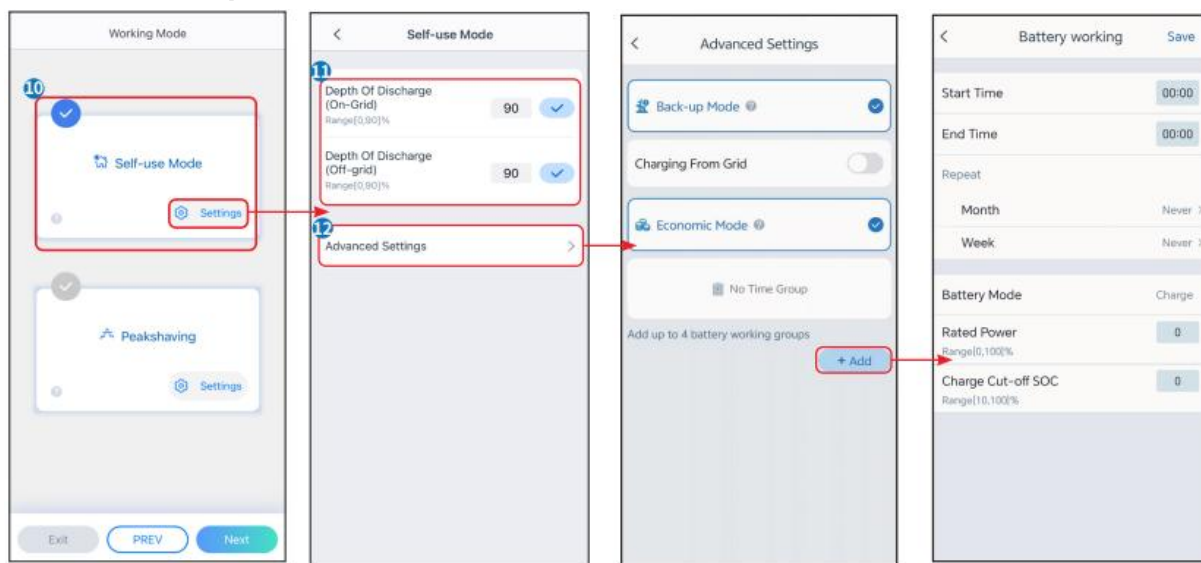 Working Mode
10
Self-use Mode
Settings
Peakshaving
Settings
Exit
PREV
Next
Self-use Mode
11
Depth Of Discharge
(On-Grid)
90
Range[0,90]%
Depth Of Discharge
(Off-grid)
90
Range[0,90]%
12
Advanced Settings
Advanced Settings
Back-up Mode
Charging From Grid
Economic Mode
No Time Group
Add up to 4 battery working groups
+ Add
Battery working
Save
Start Time
00:00
End Time
00:00
Repeat
Month
Never
Week
Never
Battery Mode
Charge
Rated Power
0
Range[0,100]%
Charge Cut-off SOC
0
Range[10,100]%